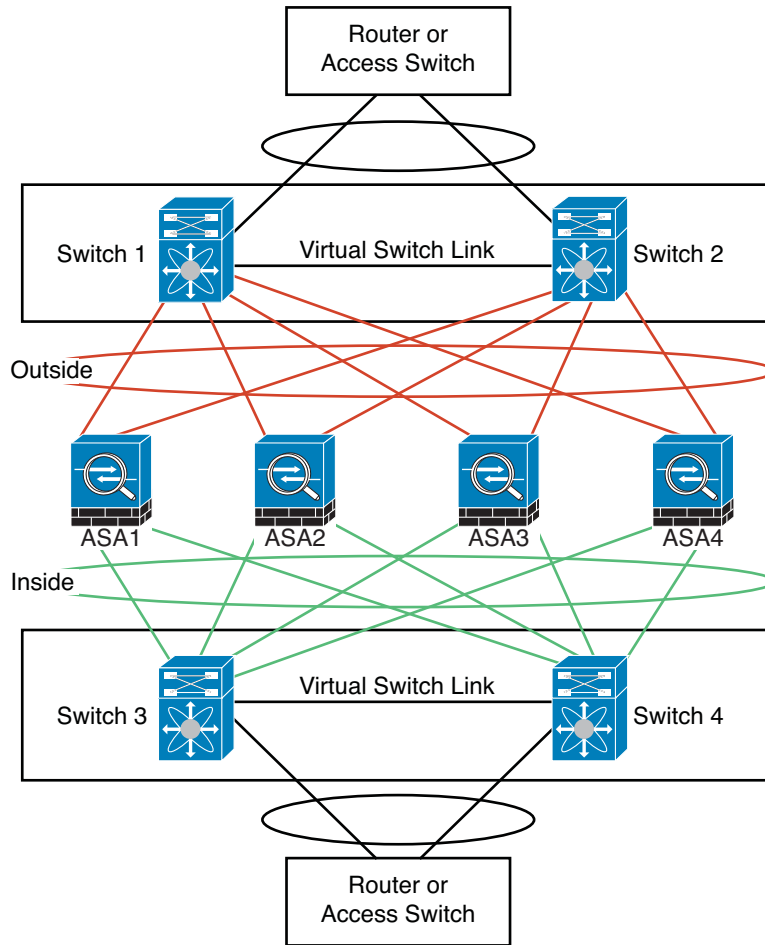 Router or
Access Switch
Switch 1
Virtual Switch Link
Switch 2
Outside
ASA1
ASA2
ASA3
ASA4
Inside
Switch 3
Virtual Switch Link
Switch 4
Router or
Access Switch